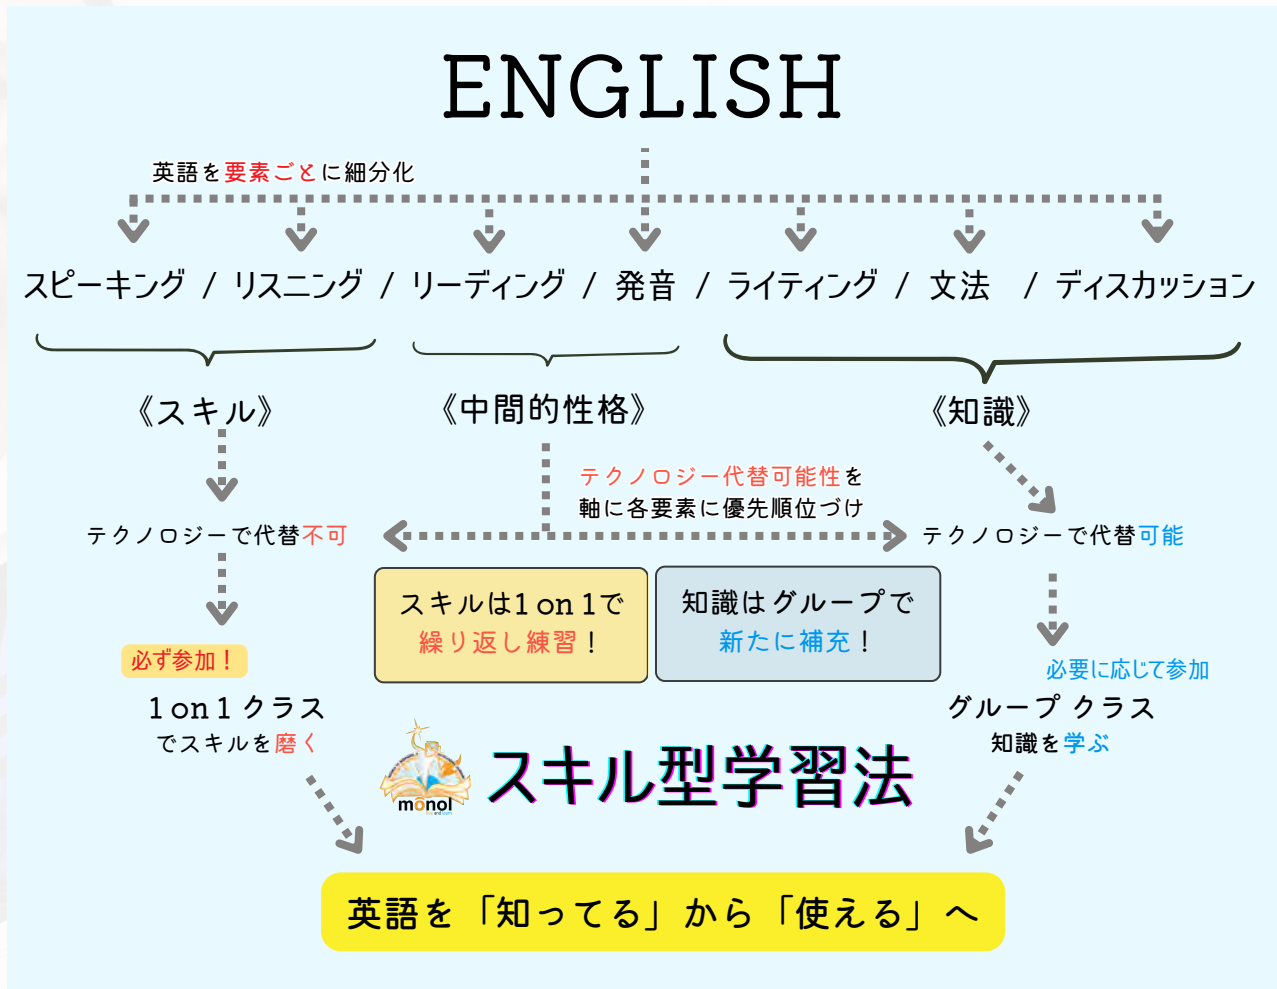 ENGLISH
英語を要素ごとに細分化
スピーキング / リスニング / リーディング / 発音 / ライティング / 文法 / ディスカッション
《スキル》
《中間的性格》
《知識》
テクノロジー代替可能性を
軸に各要素に優先順位づけ
テクノロジーで代替不可
テクノロジーで代替可能
スキルは1 on 1で
繰り返し練習！
知識はグループで
新たに補充！
必ず参加！
1 on 1 クラス
でスキルを磨く
必要に応じて参加
グループ クラス
知識を学ぶ
monol
スキル型学習法
英語を「知ってる」から「使える」へ